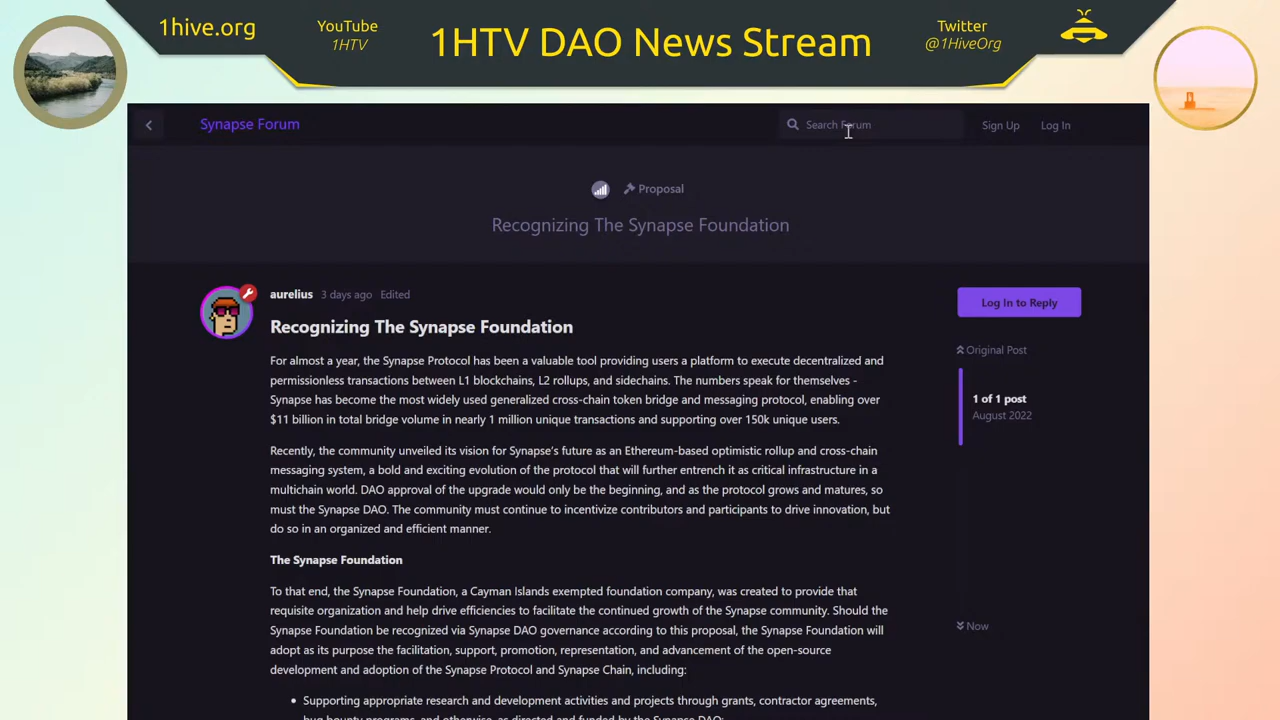 1hive.org
YouTube
1HTV
1HTV DAO News Stream
Twitter
@1HiveOrg
Synapse Forum
Search Forum
Sign Up
Log In
Proposal
Recognizing The Synapse Foundation
aurelius 3 days ago Edited
Log In to Reply
Recognizing The Synapse Foundation
Original Post
For almost a year, the Synapse Protocol has been a valuable tool providing users a platform to execute decentralized and
permissionless transactions between L1 blockchains, L2 rollups, and sidechains. The numbers speak for themselves -
Synapse has become the most widely used generalized cross-chain token bridge and messaging protocol, enabling over
$11 billion in total bridge volume in nearly 1 million unique transactions and supporting over 150k unique users.
1 of 1 post
August 2022
Recently, the community unveiled its vision for Synapse's future as an Ethereum-based optimistic rollup and cross-chain
messaging system, a bold and exciting evolution of the protocol that will further entrench it as critical infrastructure in a
multichain world. DAO approval of the upgrade would only be the beginning, and as the protocol grows and matures, so
must the Synapse DAO. The community must continue to incentivize contributors and participants to drive innovation, but
do so in an organized and efficient manner.
The Synapse Foundation
To that end, the Synapse Foundation, a Cayman Islands exempted foundation company, was created to provide that
requisite organization and help drive efficiencies to facilitate the continued growth of the Synapse community. Should the
Synapse Foundation be recognized via Synapse DAO governance according to this proposal, the Synapse Foundation will
adopt as its purpose the facilitation, support, promotion, representation, and advancement of the open-source
development and adoption of the Synapse Protocol and Synapse Chain, including:
Now
• Supporting appropriate research and development activities and projects through grants, contractor agreements,
bug bounty programs, and otherwise, as directed and funded by the Synapse DAO;